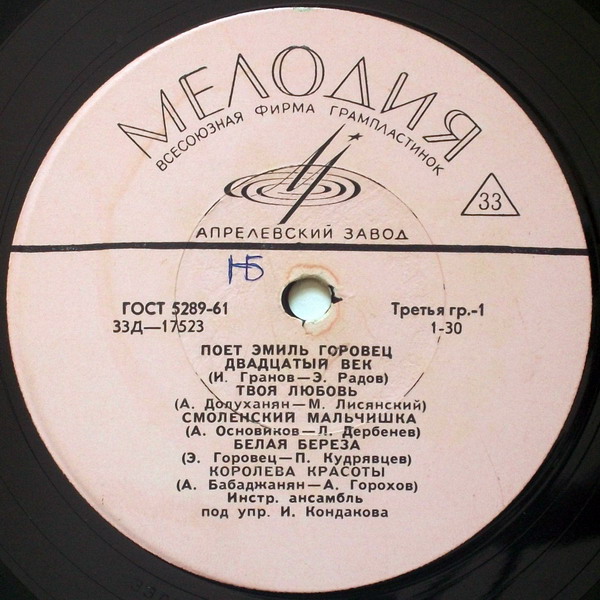 МЕЛОДИЯ
ВСЕСОЮЗНАЯ ФИРМА ГРАМПЛАСТИНОК
33
АПРЕЛЕВСКИЙ ЗАВОД
НБ
ГОСТ 5289-61 Третья гр.-1
33Д—17523 1-30
ПОЕТ ЭМИЛЬ ГОРОВЕЦ
ДВАДЦАТЫЙ ВЕК
(И. Гранов—Э. Радов)
ТВОЯ ЛЮБОВЬ
(А. Долуханян—М. Лисянский)
СМОЛЕНСКИЙ МАЛЬЧИШКА
(А. Основиков—Л. Дербенев)
БЕЛАЯ БЕРЕЗА
(Э. Горовец—П. Кудрявцев)
КОРОЛЕВА КРАСОТЫ
(А. Бабаджанян—А. Горохов)
Инстр. ансамбль
под упр. И. Кондакова